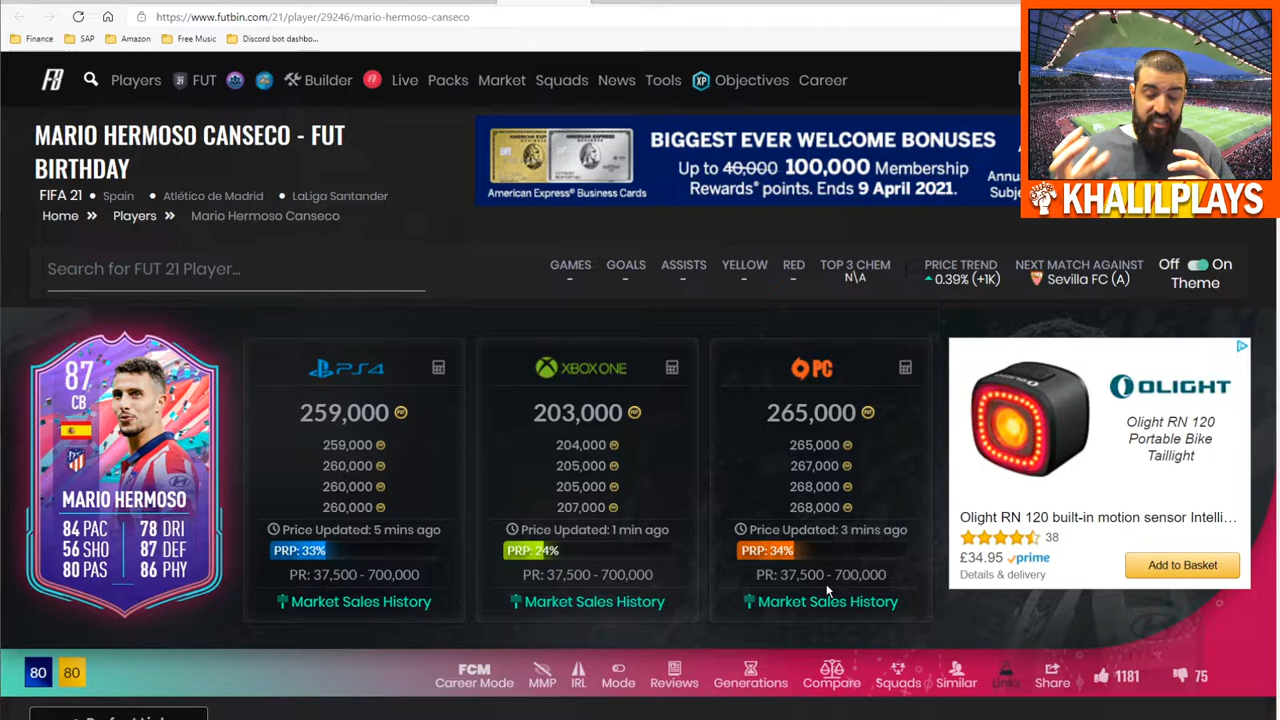 https://www.futbin.com/21/player/29246/mario-hermoso-canseco
Finance SAP Amazon Free Music Discord bot dashbo...
Players FUT Builder Live Packs Market Squads News Tools XP Objectives Career
MARIO HERMOSO CANSECO - FUT
BIRTHDAY
FIFA 21 • Spain • Atlético de Madrid • LaLiga Santander
Home » Players » Mario Hermoso Canseco
BIGGEST EVER WELCOME BONUSES
Up to 40,000 100,000 Membership
Rewards® points. Ends 9 April 2021.
American Express® Business Cards
Annu
Subje
KHALILPLAYS
Search for FUT 21 Player...
GAMES GOALS ASSISTS YELLOW RED TOP 3 CHEM PRICE TREND NEXT MATCH AGAINST Off On
- - - - - N\A 0.39% (+1K) Sevilla FC (A) Theme
87
CB
MARIO HERMOSO
84 PAC 78 DRI
56 SHO 87 DEF
80 PAS 86 PHY
PS4
259,000
259,000
260,000
260,000
260,000
Price Updated: 5 mins ago
PRP: 33%
PR: 37,500 - 700,000
Market Sales History
XBOX ONE
203,000
204,000
205,000
205,000
207,000
Price Updated: 1 min ago
PRP: 24%
PR: 37,500 - 700,000
Market Sales History
PC
265,000
265,000
267,000
268,000
268,000
Price Updated: 3 mins ago
PRP: 34%
PR: 37,500 - 700,000
Market Sales History
OLIGHT
Olight RN 120
Portable Bike
Taillight
Olight RN 120 built-in motion sensor Intelli...
38
£34.95 prime
Details & delivery
Add to Basket
80 80
FCM
Career Mode MMP IRL Mode Reviews Generations Compare Squads Similar Links Share 1181 75